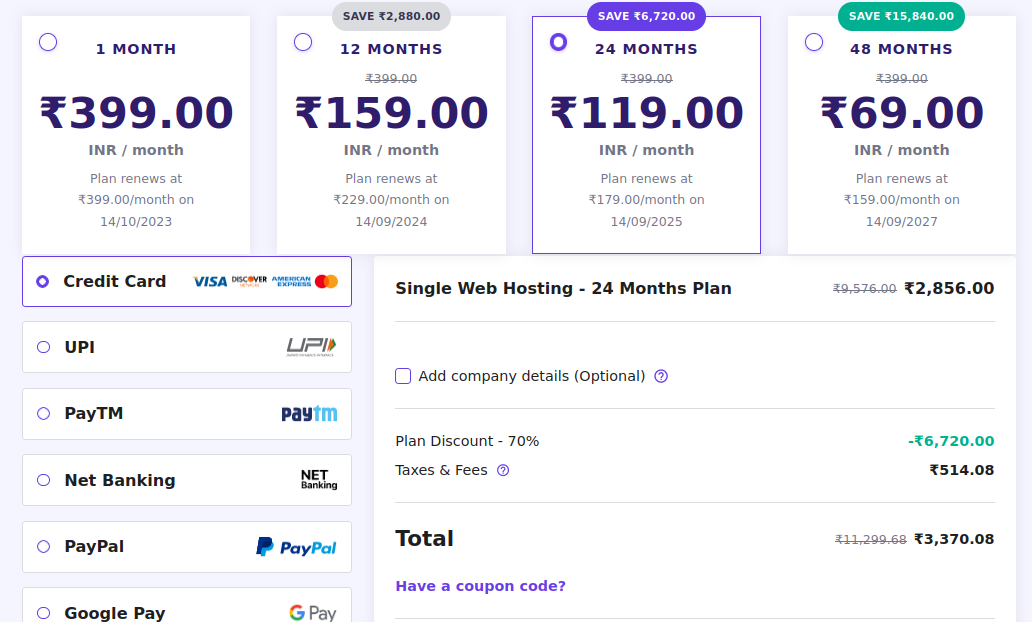 SAVE ₹2,880.00
SAVE ₹6,720.00
SAVE ₹15,840.00
1 MONTH
12 MONTHS
24 MONTHS
48 MONTHS
₹399.00
₹399.00
₹399.00
₹399.00
₹159.00
₹119.00
₹69.00
INR / month
INR / month
INR / month
INR / month
Plan renews at
₹399.00/month on
14/10/2023
Plan renews at
₹229.00/month on
14/09/2024
Plan renews at
₹179.00/month on
14/09/2025
Plan renews at
₹159.00/month on
14/09/2027
Credit Card
VISA
DISCOVER
NETWORK
AMERICAN
EXPRESS
UPI
UPI
PayTM
paytm
Net Banking
NET
Banking
PayPal
PayPal
Google Pay
G Pay
Single Web Hosting - 24 Months Plan
₹9,576.00 ₹2,856.00
Add company details (Optional)
Plan Discount - 70%
-₹6,720.00
Taxes & Fees
₹514.08
Total
₹11,299.68 ₹3,370.08
Have a coupon code?